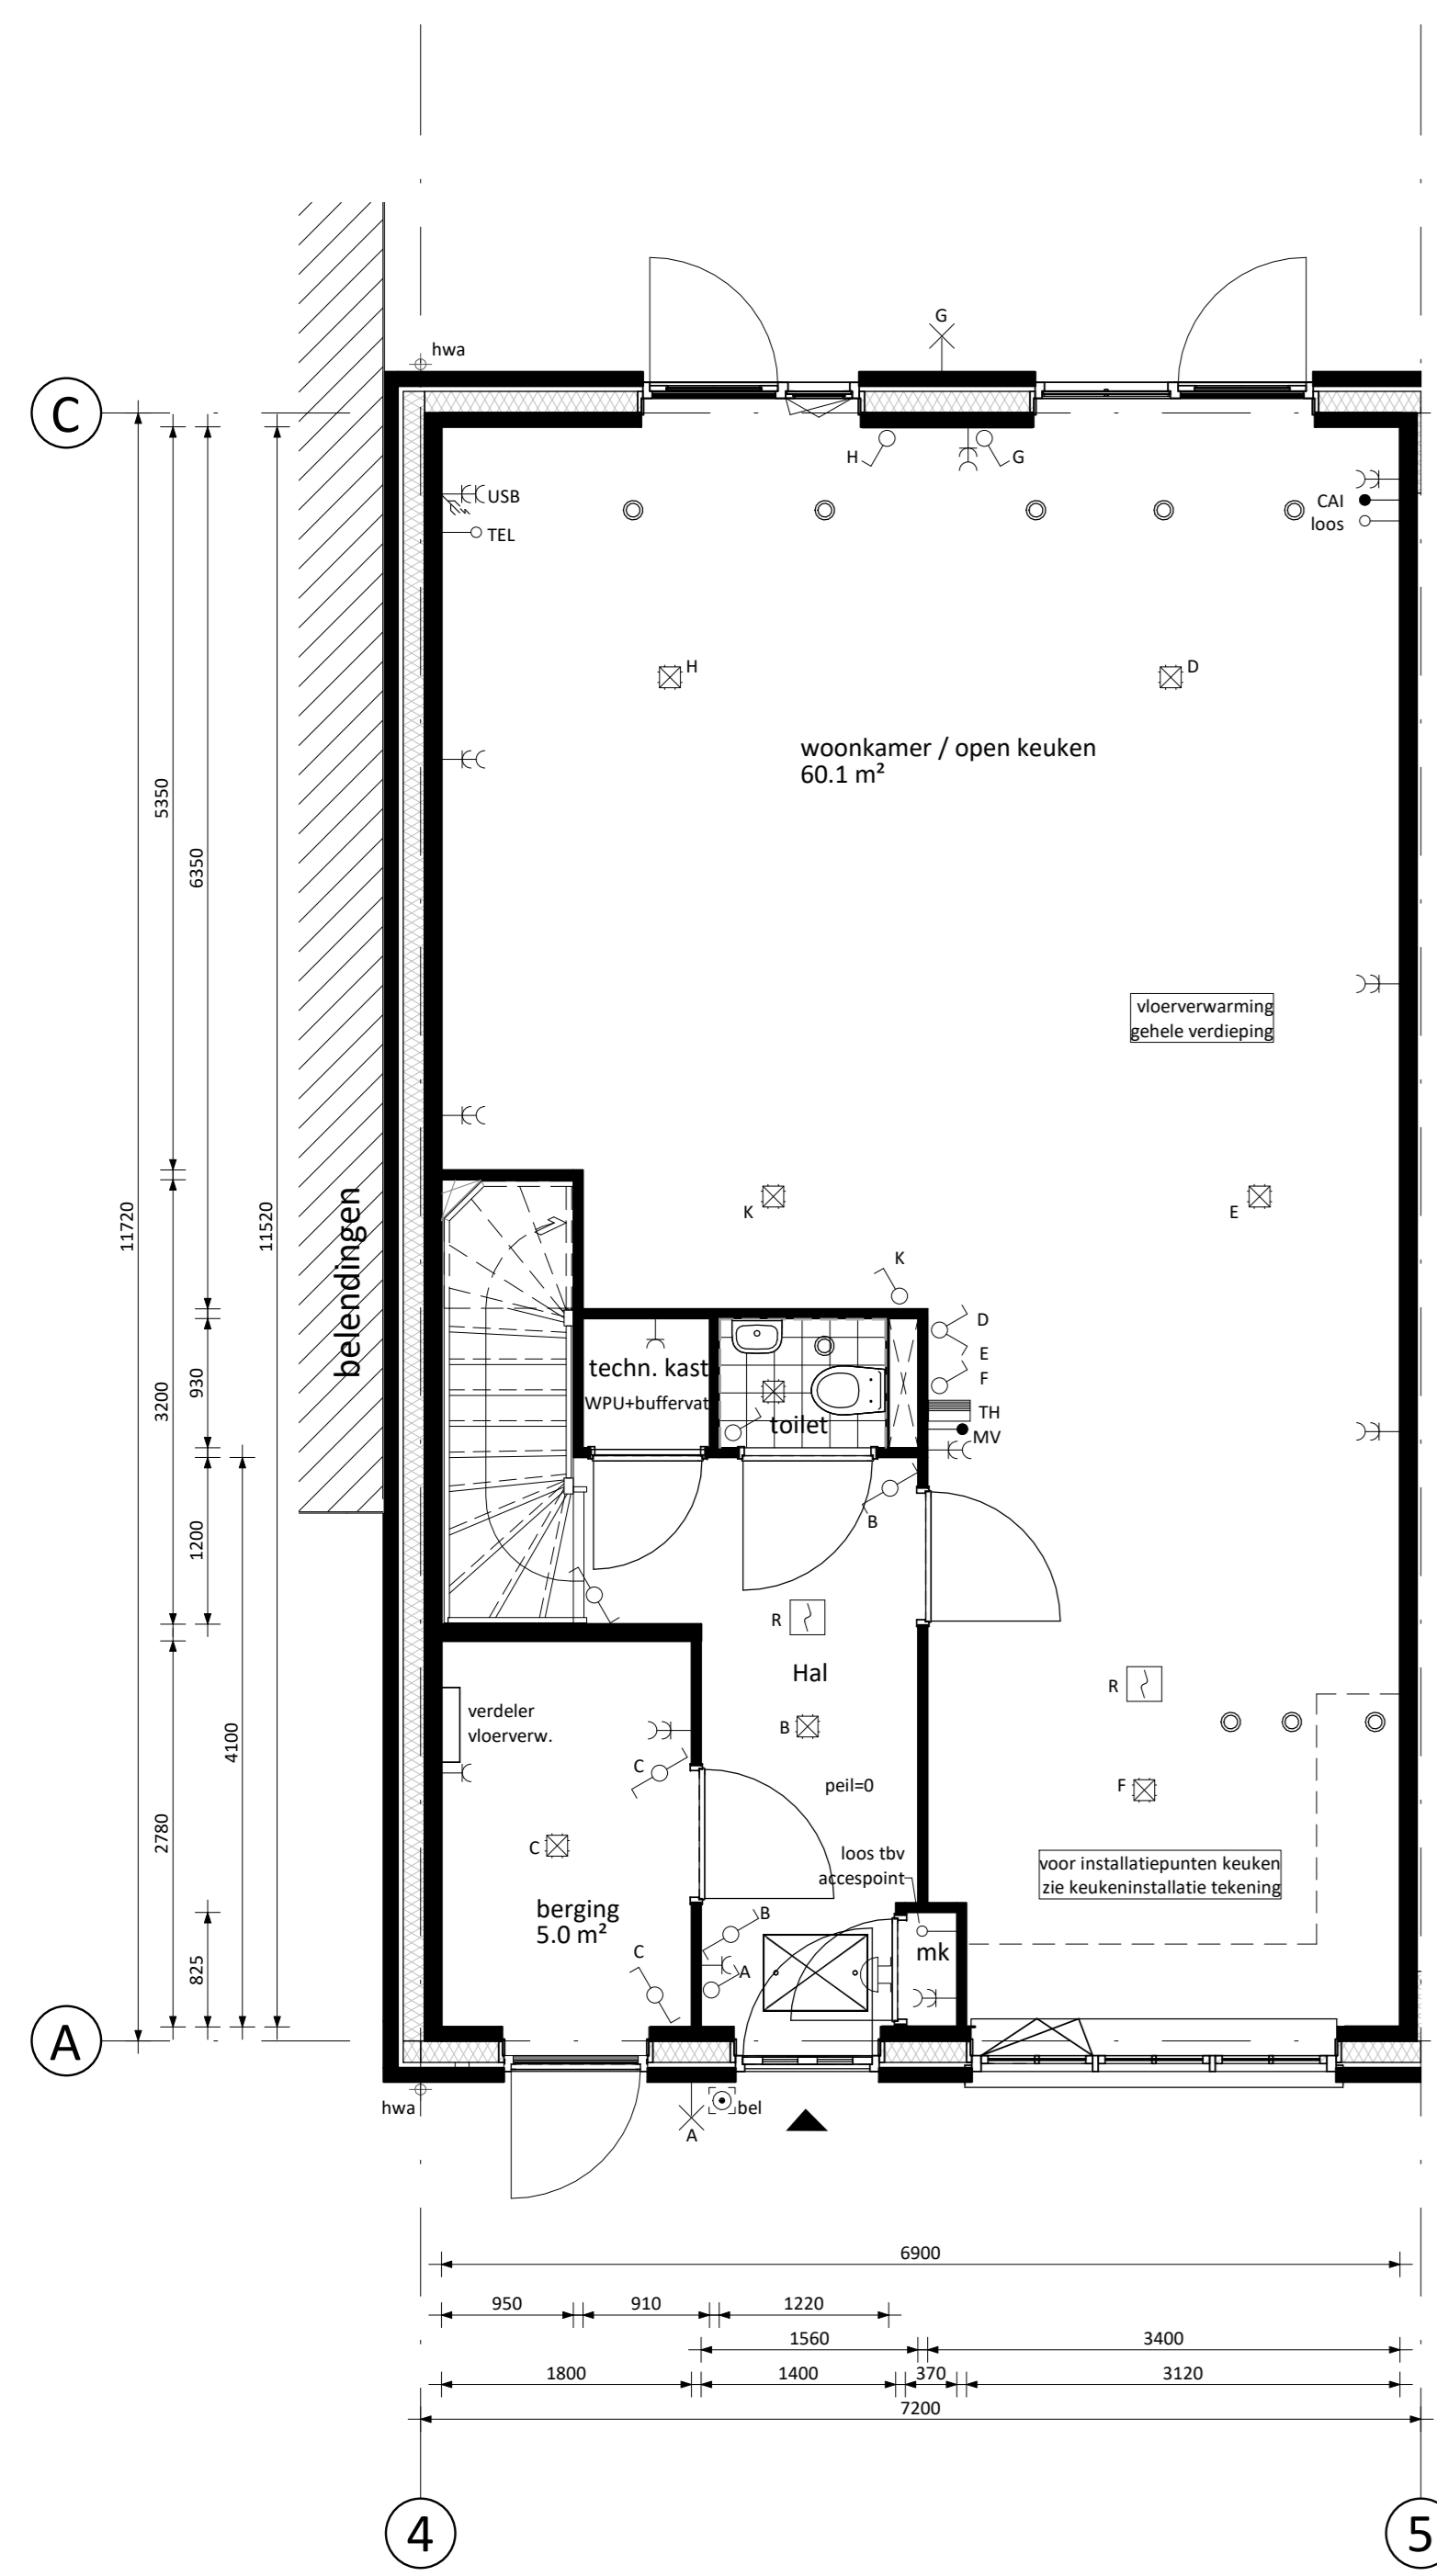 G
hwa
C
H
G
USB
TEL
CAI
loos
H
D
woonkamer / open keuken
60.1 m²
5350
6350
vloerverwarming
gehele verdieping
11720
3200
11520
belendingen
K
E
K
D
E
F
TH
MV
930
techn. kast
WPU+buffervat
toilet
B
1200
R
Hal
R
verdeler
vloerverw.
B
C
4100
peil=0
F
2780
C
loos tbv
accespoint
voor installatiepunten keuken
zie keukeninstallatie tekening
berging
5.0 m²
B
C
A
mk
825
A
hwa
bel
A
6900
950
910
1220
1560
3400
1800
1400
370
3120
7200
4
5